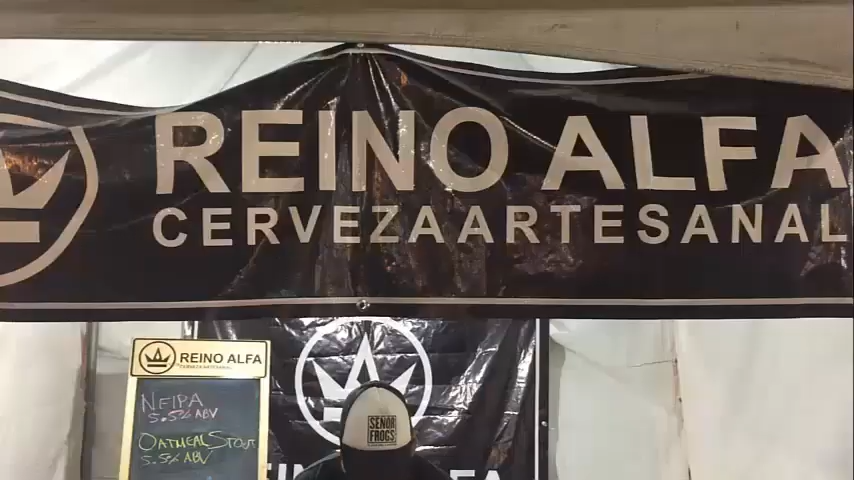 REINO ALFA
CERVEZA ARTESANAL
REINO ALFA
CERVEZA ARTESANAL
NEIPA
5.5% ABV
OATMEAL STOUT
5.5% ABV
SEÑOR
FROGS